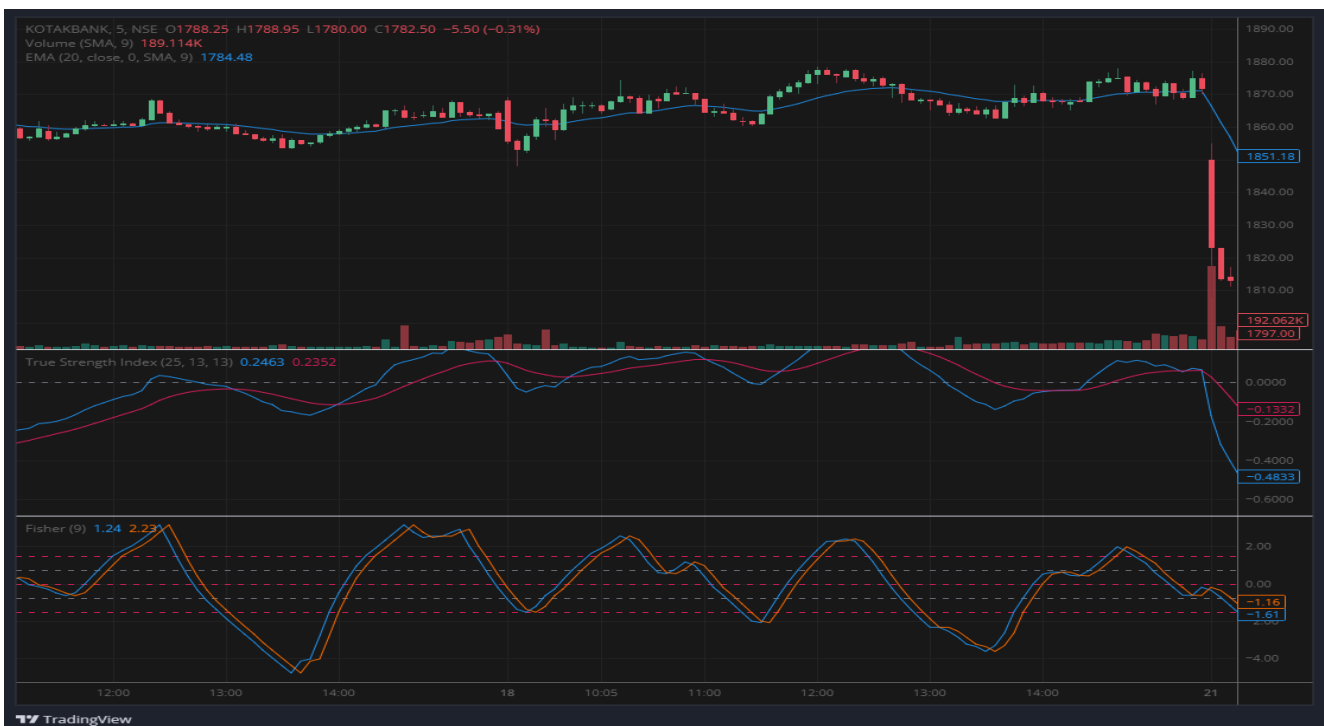 KOTAKBANK, 5, NSE O1788.25 H1788.95 L1780.00 C1782.50 −5.50 (−0.31%)
Volume (SMA, 9) 189.114K
EMA (20, close, 0, SMA, 9) 1784.48
1890.00
1880.00
1870.00
1860.00
1851.18
1840.00
1830.00
1820.00
1810.00
192.062K
1797.00
True Strength Index (25, 13, 13) 0.2463 0.2352
0.0000
−0.1332
−0.2000
−0.4000
−0.4833
−0.6000
Fisher (9) 1.24 2.23
2.00
0.00
−1.16
−1.61
−2.00
−4.00
12:00 13:00 14:00 18 10:05 11:00 12:00 13:00 14:00 21
TradingView